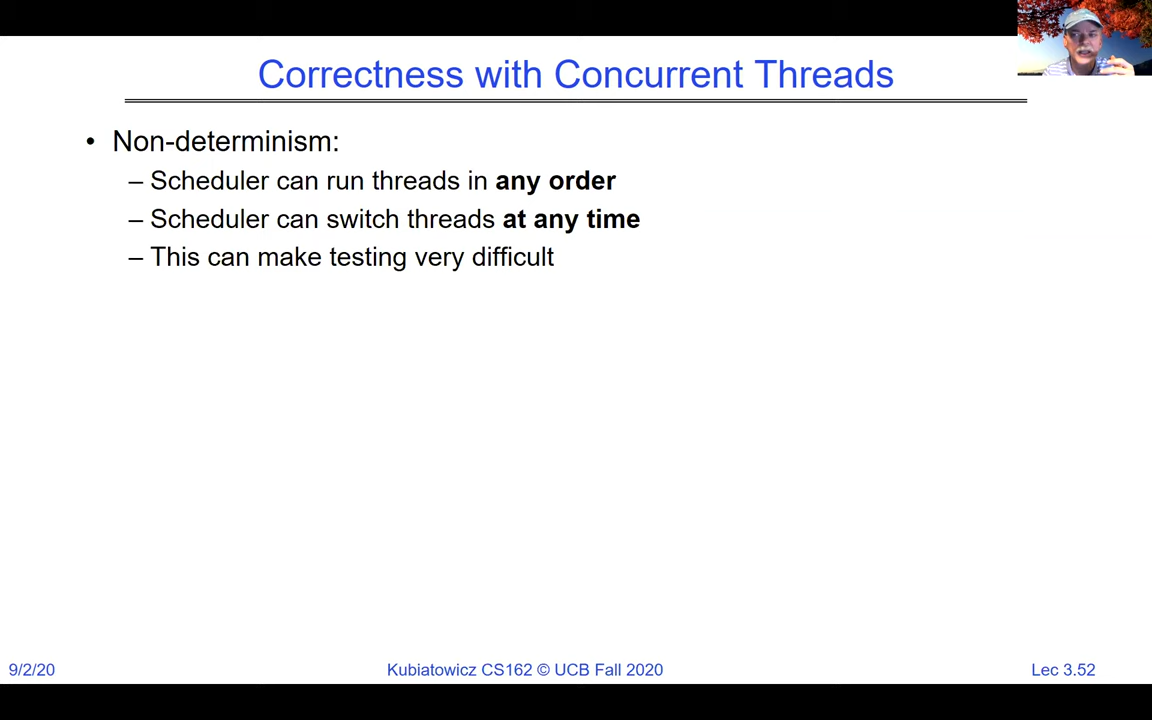 Correctness with Concurrent Threads
• Non-determinism:
– Scheduler can run threads in any order
– Scheduler can switch threads at any time
– This can make testing very difficult
9/2/20
Kubiatowicz CS162 © UCB Fall 2020
Lec 3.52